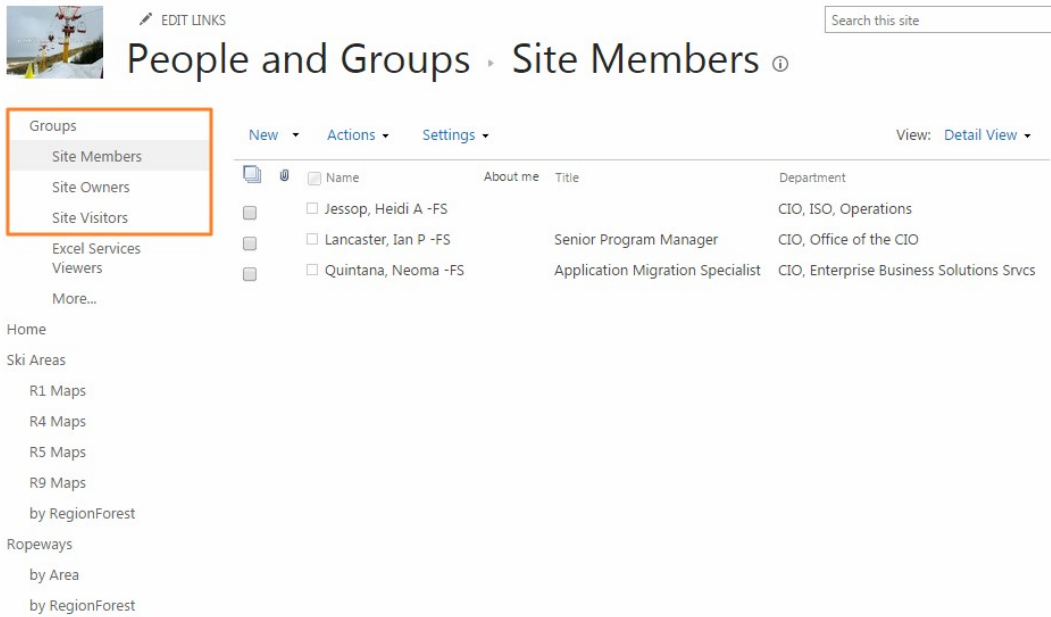 EDIT LINKS
Search this site
People and Groups Site Members
Groups
Site Members
Site Owners
Site Visitors
Excel Services
Viewers
More...
Home
Ski Areas
R1 Maps
R4 Maps
R5 Maps
R9 Maps
by RegionForest
Ropeways
by Area
by RegionForest
New Actions Settings View: Detail View
Name About me Title Department
Jessop, Heidi A -FS CIO, ISO, Operations
Lancaster, Ian P -FS Senior Program Manager CIO, Office of the CIO
Quintana, Neoma -FS Application Migration Specialist CIO, Enterprise Business Solutions Srvcs